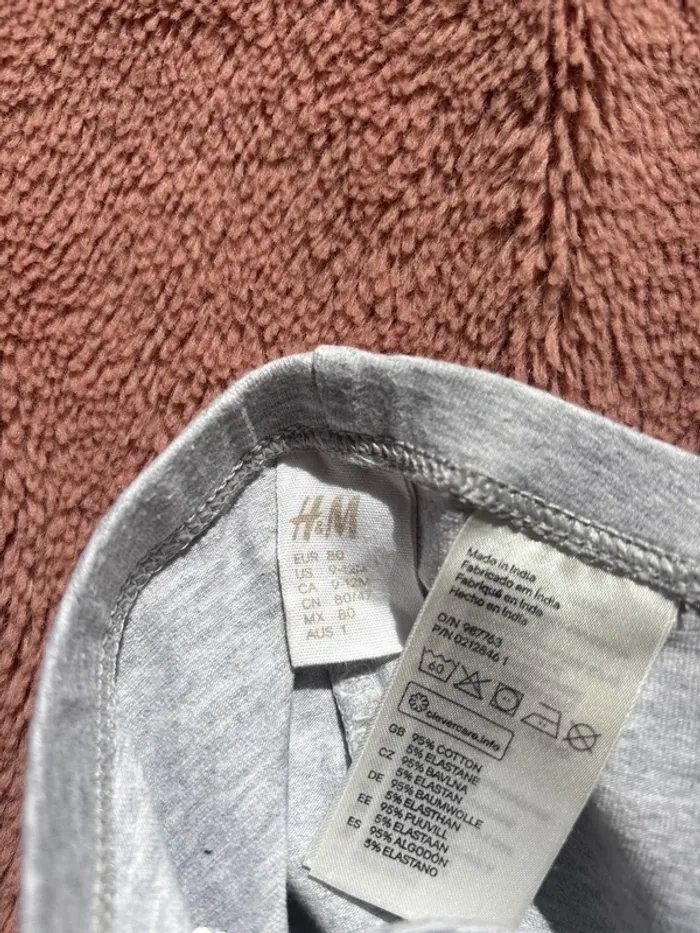 H&M
EUR 80
US 9-12M
CA 9-12M
CN 80/47
MX 80
AUS 1
Made in India
Fabricado em Índia
Fabriqué en Inde
Hecho en India
O/N 987763
P/N 0212846 1
60
clevercare.info
GB 95% COTTON
5% ELASTANE
CZ 95% BAVLNA
5% ELASTAN
DE 95% BAUMWOLLE
5% ELASTHAN
EE 95% PUUVILL
5% ELASTAAN
ES 95% ALGODÓN
5% ELASTANO